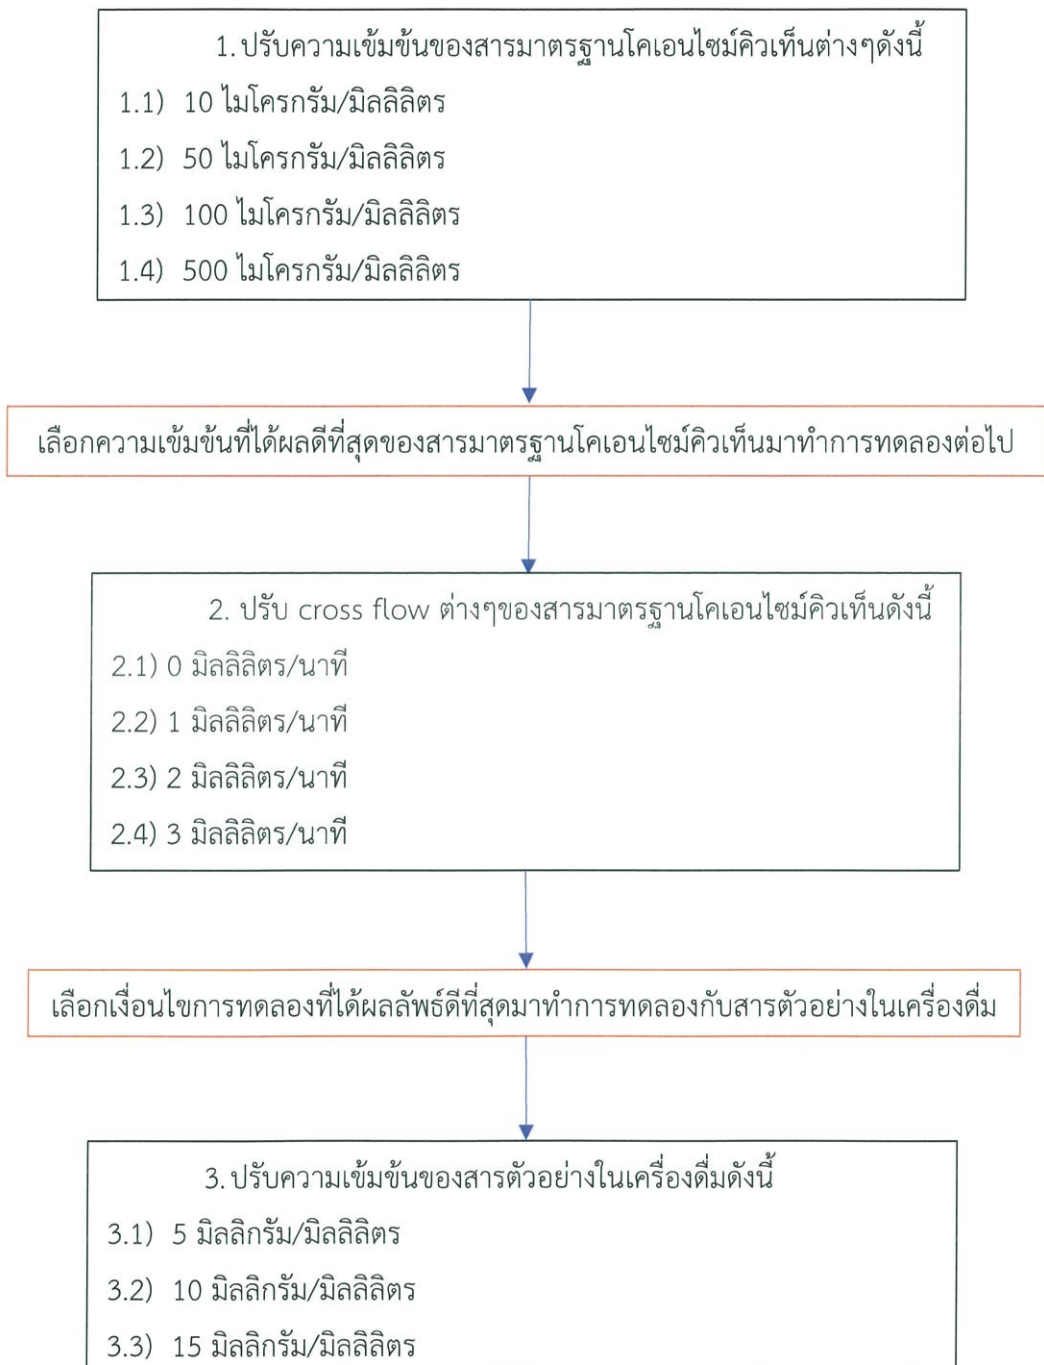 1. ปรับความเข้มข้นของสารมาตรฐานโคเอนไซม์คิวเท็นต่างๆดังนี้
1.1) 10 ไมโครกรัม/มิลลิลิตร
1.2) 50 ไมโครกรัม/มิลลิลิตร
1.3) 100 ไมโครกรัม/มิลลิลิตร
1.4) 500 ไมโครกรัม/มิลลิลิตร
เลือกความเข้มข้นที่ได้ผลดีที่สุดของสารมาตรฐานโคเอนไซม์คิวเท็นมาทำการทดลองต่อไป
2. ปรับ cross flow ต่างๆของสารมาตรฐานโคเอนไซม์คิวเท็นดังนี้
2.1) 0 มิลลิลิตร/นาที
2.2) 1 มิลลิลิตร/นาที
2.3) 2 มิลลิลิตร/นาที
2.4) 3 มิลลิลิตร/นาที
เลือกเงื่อนไขการทดลองที่ได้ผลลัพธ์ดีที่สุดมาทำการทดลองกับสารตัวอย่างในเครื่องดื่ม
3. ปรับความเข้มข้นของสารตัวอย่างในเครื่องดื่มดังนี้
3.1) 5 มิลลิกรัม/มิลลิลิตร
3.2) 10 มิลลิกรัม/มิลลิลิตร
3.3) 15 มิลลิกรัม/มิลลิลิตร